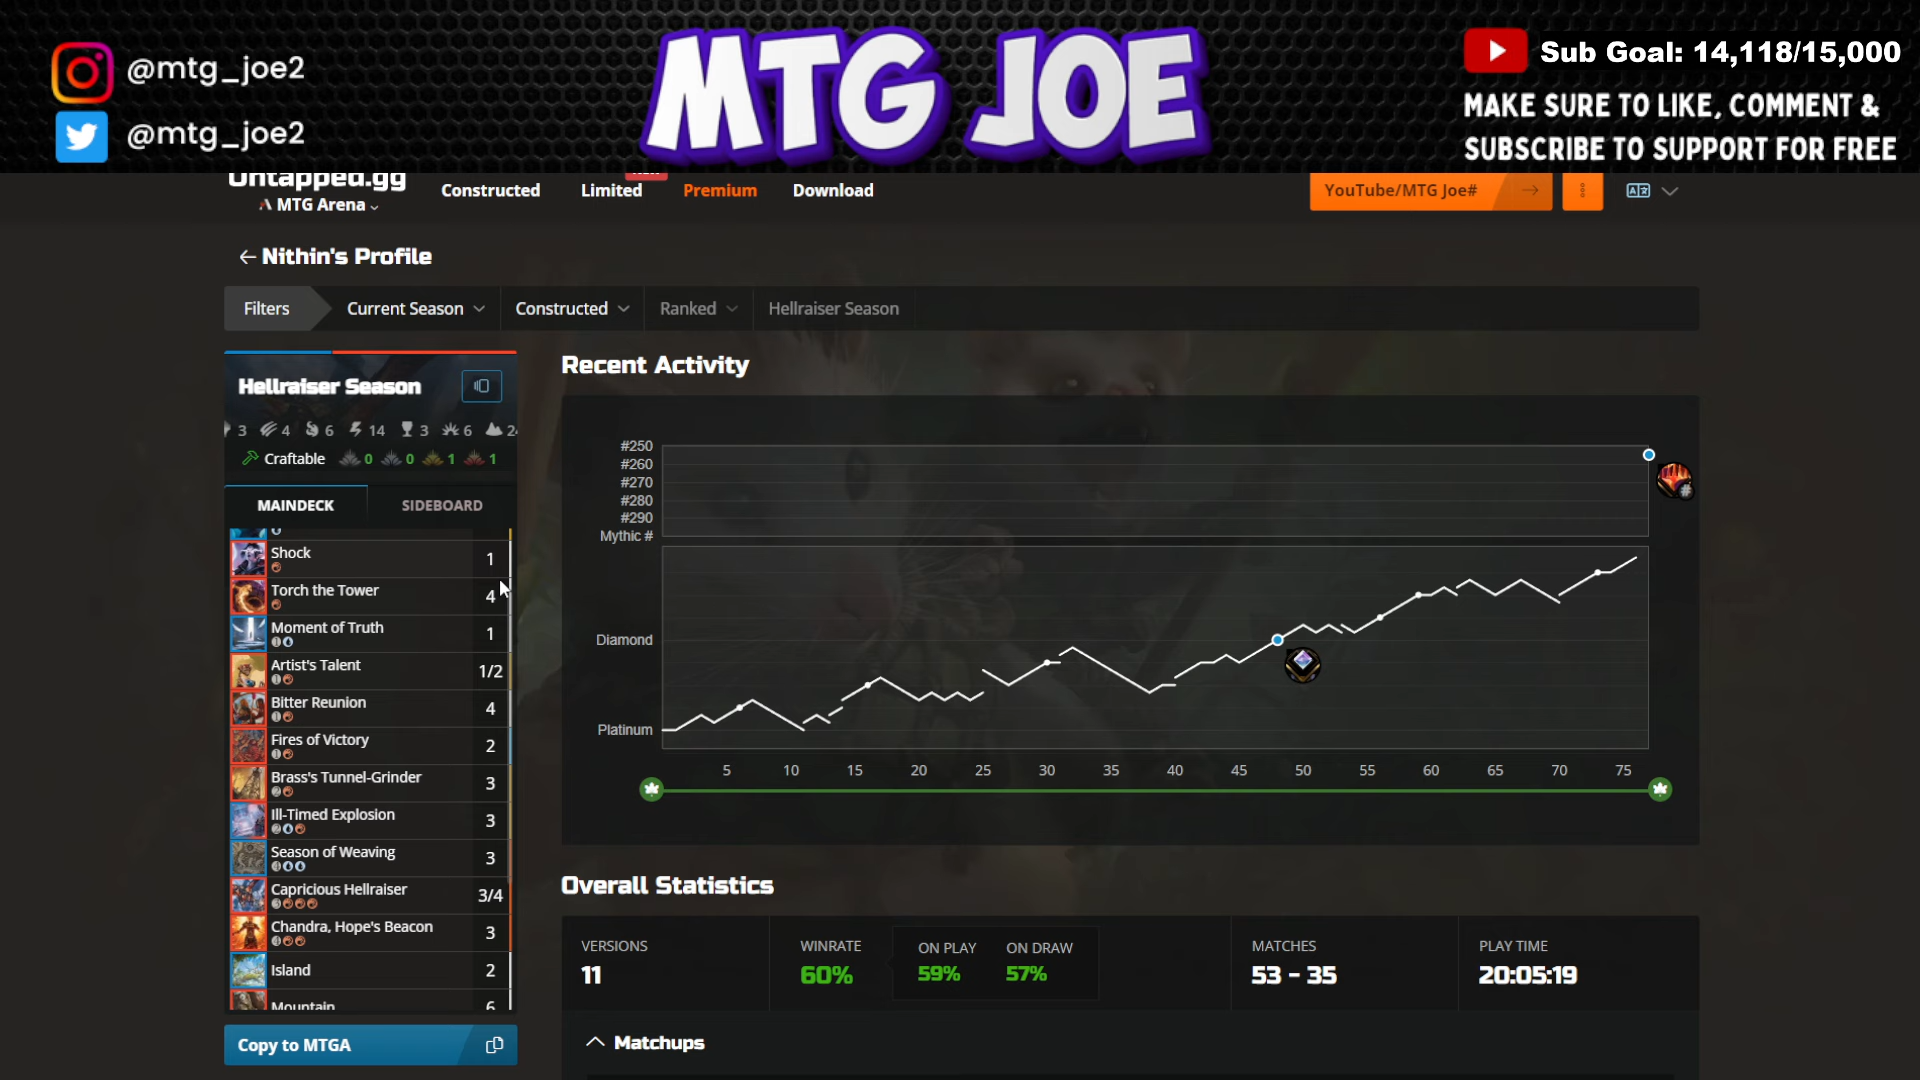 @mtg_joe2
@mtg_joe2
MTG JOE
Sub Goal: 14,118/15,000
MAKE SURE TO LIKE, COMMENT &
SUBSCRIBE TO SUPPORT FOR FREE
Untapped.gg
MTG Arena
Constructed
Limited
Premium
Download
YouTube/MTG Joe#
← Nithin's Profile
Filters
Current Season
Constructed
Ranked
Hellraiser Season
Hellraiser Season
3 4 6 14 3 6
Craftable 0 0 1 1
MAINDECK
SIDEBOARD
Shock 1
Torch the Tower 4
Moment of Truth 1
Artist's Talent 1/2
Bitter Reunion 4
Fires of Victory 2
Brass's Tunnel-Grinder 3
Ill-Timed Explosion 3
Season of Weaving 3
Capricious Hellraiser 3/4
Chandra, Hope's Beacon 3
Island 2
Mountain 6
Copy to MTGA
Recent Activity
#250
#260
#270
#280
#290
Mythic #
Diamond
Platinum
5 10 15 20 25 30 35 40 45 50 55 60 65 70 75
Overall Statistics
VERSIONS
11
WINRATE
60%
ON PLAY
59%
ON DRAW
57%
MATCHES
53 - 35
PLAY TIME
20:05:19
Matchups